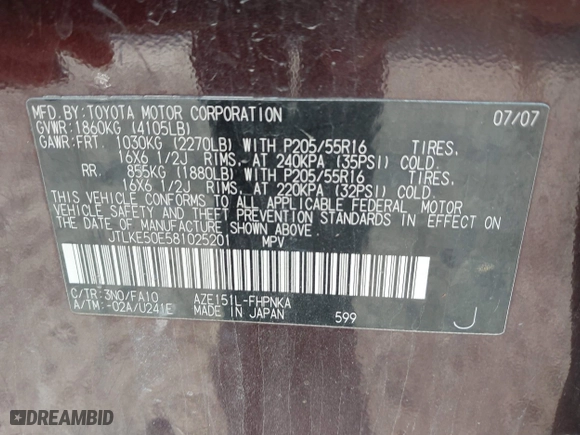 MFD.BY:TOYOTA MOTOR CORPORATION 07/07
GVWR:1860KG (4105LB)
GAWR:FRT. 1030KG (2270LB) WITH P205/55R16 TIRES,
16X6 1/2J RIMS, AT 240KPA (35PSI) COLD.
RR. 855KG (1880LB) WITH P205/55R16 TIRES,
16X6 1/2J RIMS, AT 220KPA (32PSI) COLD.
THIS VEHICLE CONFORMS TO ALL APPLICABLE FEDERAL MOTOR
VEHICLE SAFETY AND THEFT PREVENTION STANDARDS IN EFFECT ON
THE DATE OF MANUFACTURE SHOWN ABOVE.
JTLKE50E581025201 MPV
C/TR:3N0/FA10 AZE151L-FHPNKA
A/TM:-02A/U241E MADE IN JAPAN 599 J
DREAMBID